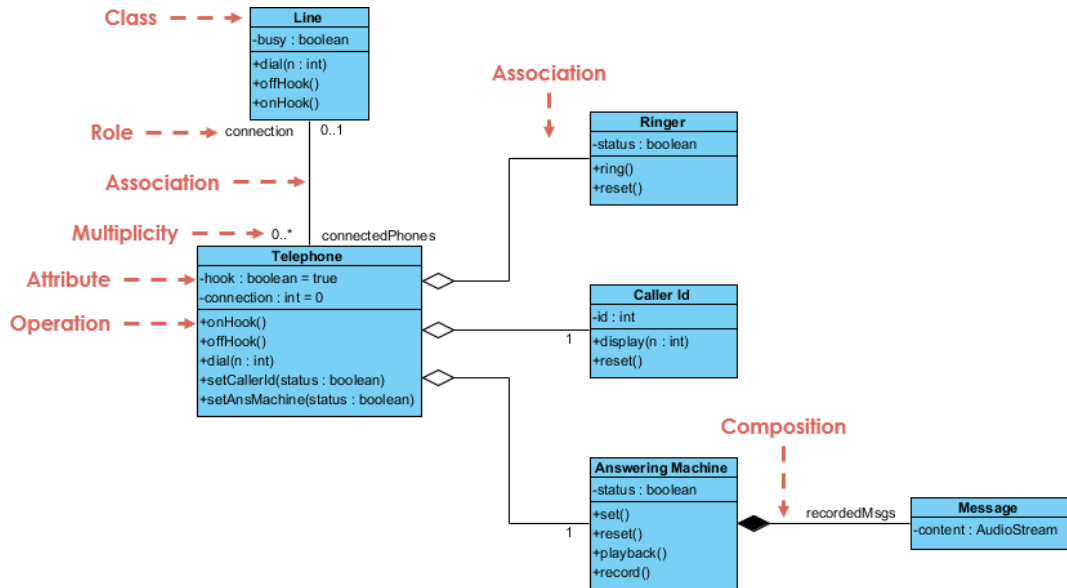 Class
Line
-busy : boolean
+dial(n : int)
+offHook()
+onHook()
Role
connection
0..1
Association
Association
Ringer
-status : boolean
+ring()
+reset()
Multiplicity
0..*
connectedPhones
Telephone
Attribute
-hook : boolean = true
-connection : int = 0
Operation
+onHook()
+offHook()
+dial(n : int)
+setCallerId(status : boolean)
+setAnsMachine(status : boolean)
Caller Id
-id : int
1
+display(n : int)
+reset()
Composition
Answering Machine
-status : boolean
1
+set()
+reset()
+playback()
+record()
recordedMsgs
Message
-content : AudioStream